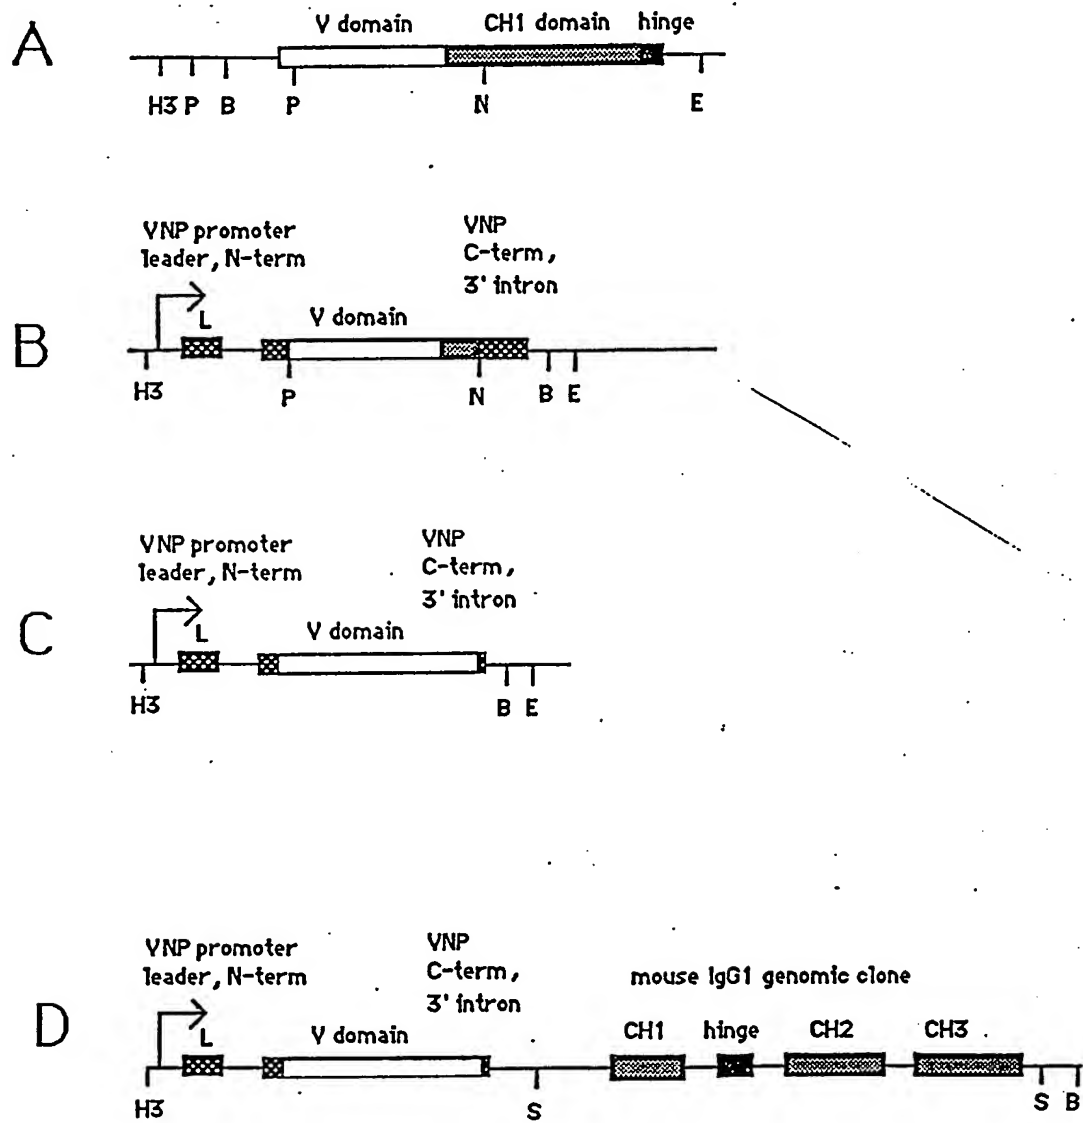 A
V domain CH1 domain hinge
H3 P B P N E
VNP promoter
leader, N-term
VNP
C-term,
3' intron
B
L
V domain
H3 P N B E
VNP promoter
leader, N-term
VNP
C-term,
3' intron
C
L
V domain
H3 B E
VNP promoter
leader, N-term
VNP
C-term,
3' intron
mouse IgG1 genomic clone
D
L
V domain
CH1 hinge CH2 CH3
H3 S S B